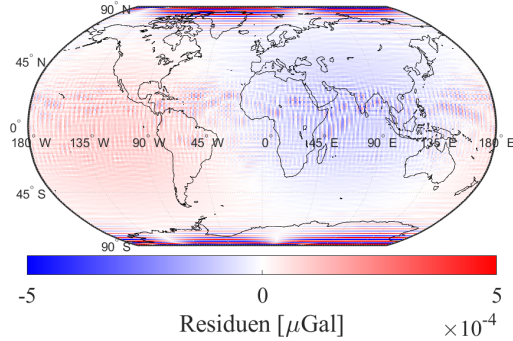 90° N
45° N
0°
180° W 135° W 90° W 45° W 0 45° E 90° E 135° E 180° E
45° S
90° S
-5 0 5
Residuen [μGal] ×10⁻⁴